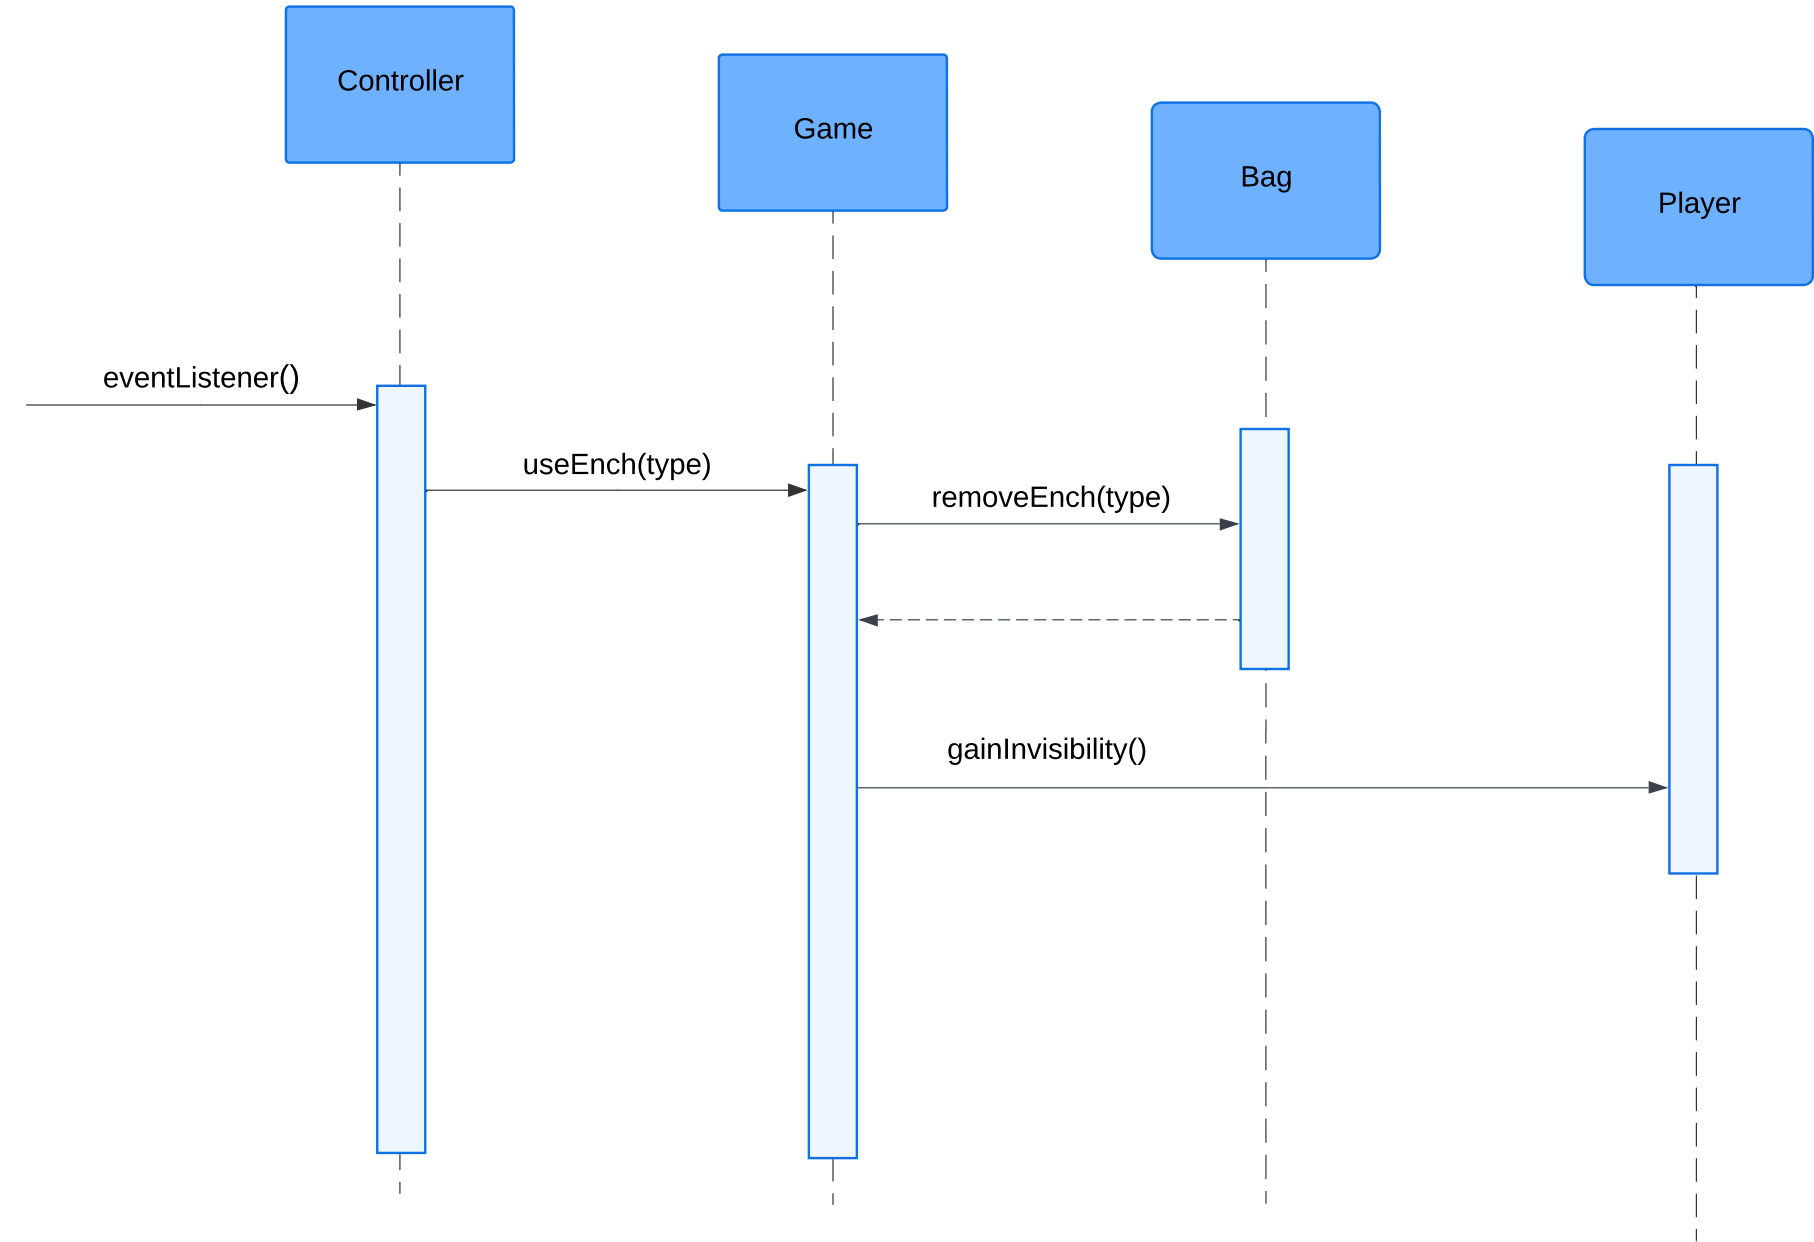 Controller
Game
Bag
Player
eventListener()
useEnch(type)
removeEnch(type)
gainInvisibility()